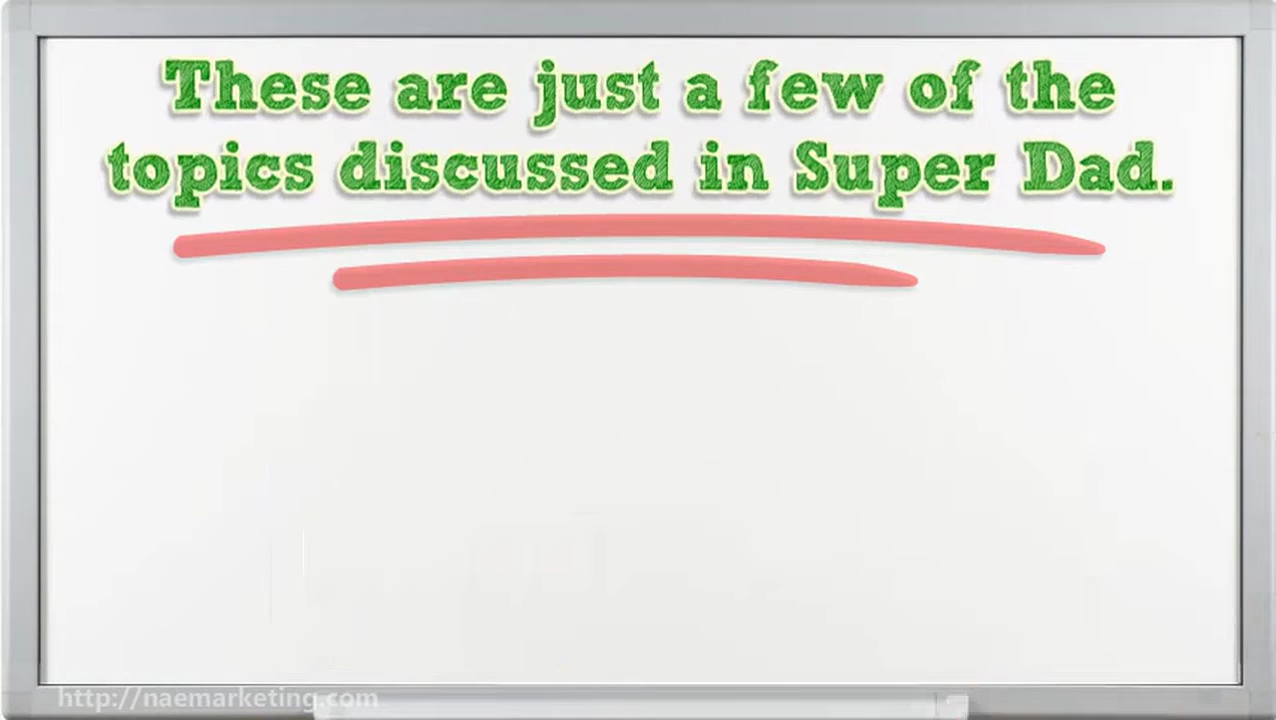 These are just a few of the
topics discussed in Super Dad.
http://naemarketing.com